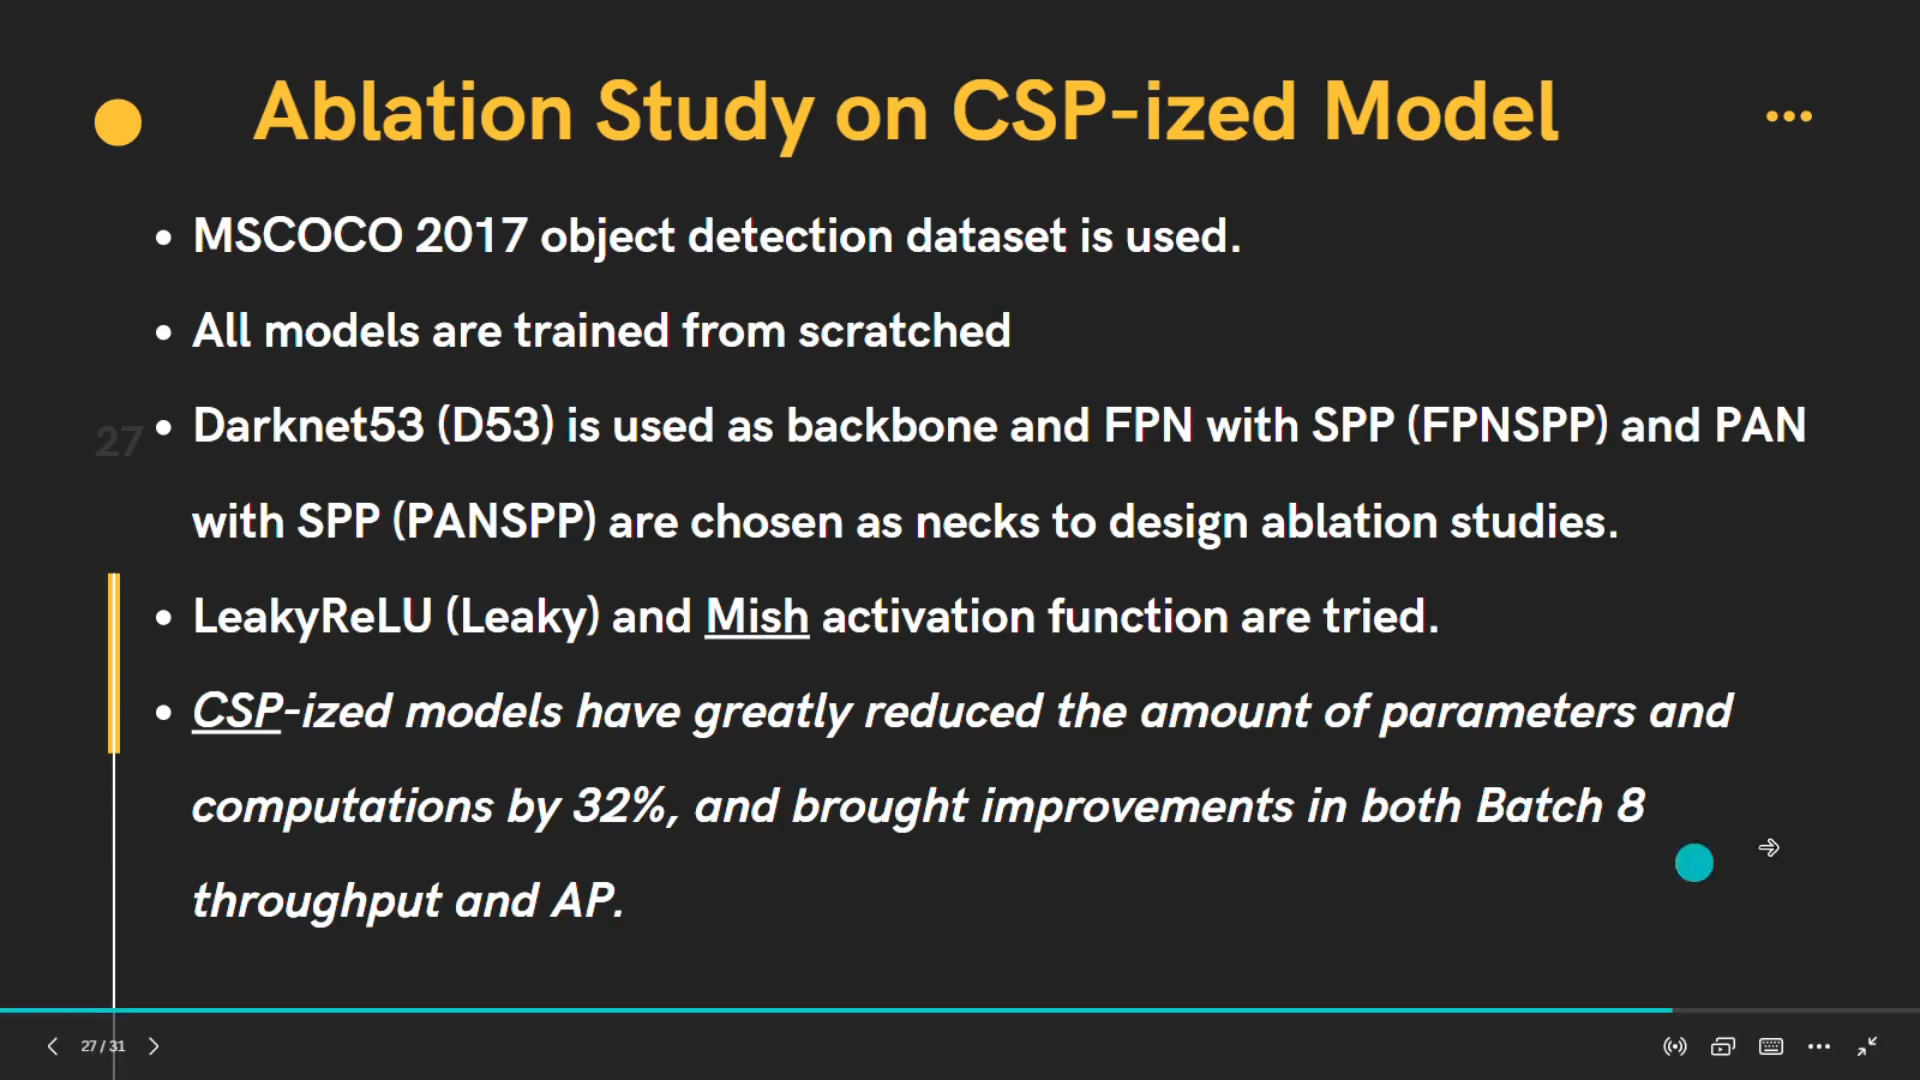 Ablation Study on CSP-ized Model
• MSCOCO 2017 object detection dataset is used.
• All models are trained from scratched
27
• Darknet53 (D53) is used as backbone and FPN with SPP (FPNSPP) and PAN
with SPP (PANSPP) are chosen as necks to design ablation studies.
• LeakyReLU (Leaky) and Mish activation function are tried.
• CSP-ized models have greatly reduced the amount of parameters and
computations by 32%, and brought improvements in both Batch 8
throughput and AP.
27 / 31